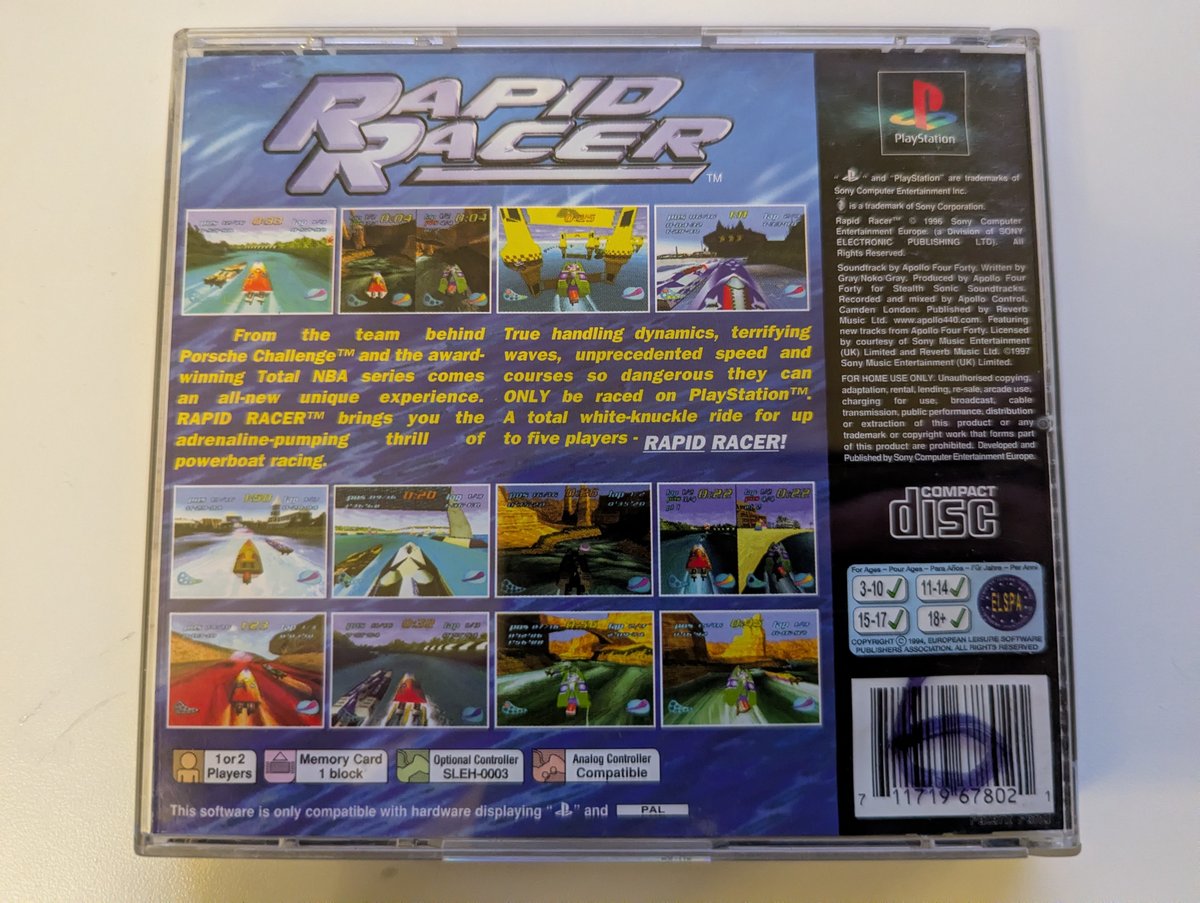 RAPID
RACER™
From the team behind
Porsche Challenge™ and the award-
winning Total NBA series comes
an all-new unique experience.
RAPID RACER™ brings you the
adrenaline-pumping thrill of
powerboat racing.
True handling dynamics, terrifying
waves, unprecedented speed and
courses so dangerous they can
ONLY be raced on PlayStation™.
A total white-knuckle ride for up
to five players - RAPID RACER!
1 or 2
Players
Memory Card
1 block
Optional Controller
SLEH-0003
Analog Controller
Compatible
This software is only compatible with hardware displaying " " and PAL
PlayStation
" " and "PlayStation" are trademarks of
Sony Computer Entertainment Inc.
is a trademark of Sony Corporation.
Rapid Racer™ © 1996 Sony Computer
Entertainment Europe. (a Division of SONY
ELECTRONIC PUBLISHING LTD). All
Rights Reserved.
Soundtrack by Apollo Four Forty. Written by
Gray/Noko/Gray. Produced by Apollo Four
Forty for Stealth Sonic Soundtracks.
Recorded and mixed by Apollo Control,
Camden London. Published by Reverb
Music Ltd. www.apollo440.com. Featuring
new tracks from Apollo Four Forty. Licensed
by courtesy of Sony Music Entertainment
(UK) Limited and Reverb Music Ltd. ©1997
Sony Music Entertainment (UK) Limited.
FOR HOME USE ONLY: Unauthorised copying,
adaptation, rental, lending, re-sale, arcade use,
charging for use, broadcast, cable
transmission, public performance, distribution
or extraction of this product or any
trademark or copyright work that forms part
of this product are prohibited. Developed and
Published by Sony Computer Entertainment Europe.
COMPACT
disc
For Ages – Pour Ages – Para Años – Für Jahre – Per Anni
3-10 11-14
15-17 18+
ELSPA
COPYRIGHT © 1994, EUROPEAN LEISURE SOFTWARE
PUBLISHERS ASSOCIATION. ALL RIGHTS RESERVED
7 11719 67802 1